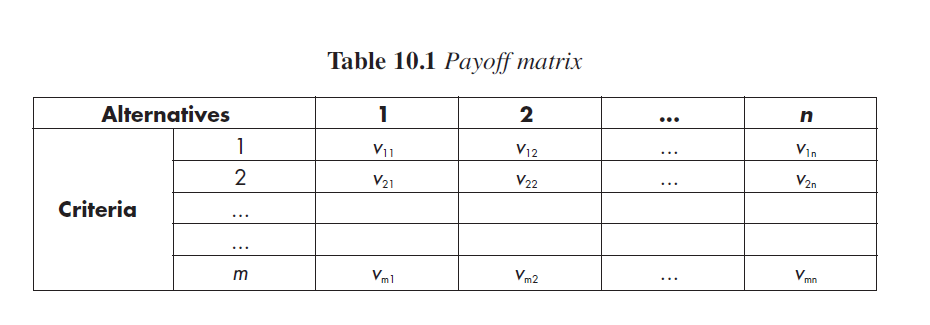 Table 10.1 Payoff matrix
Alternatives 1 2 ... n
1 v11 v12 ... v1n
2 v21 v22 ... v2n
Criteria
...
...
m vm1 vm2 ... vmn